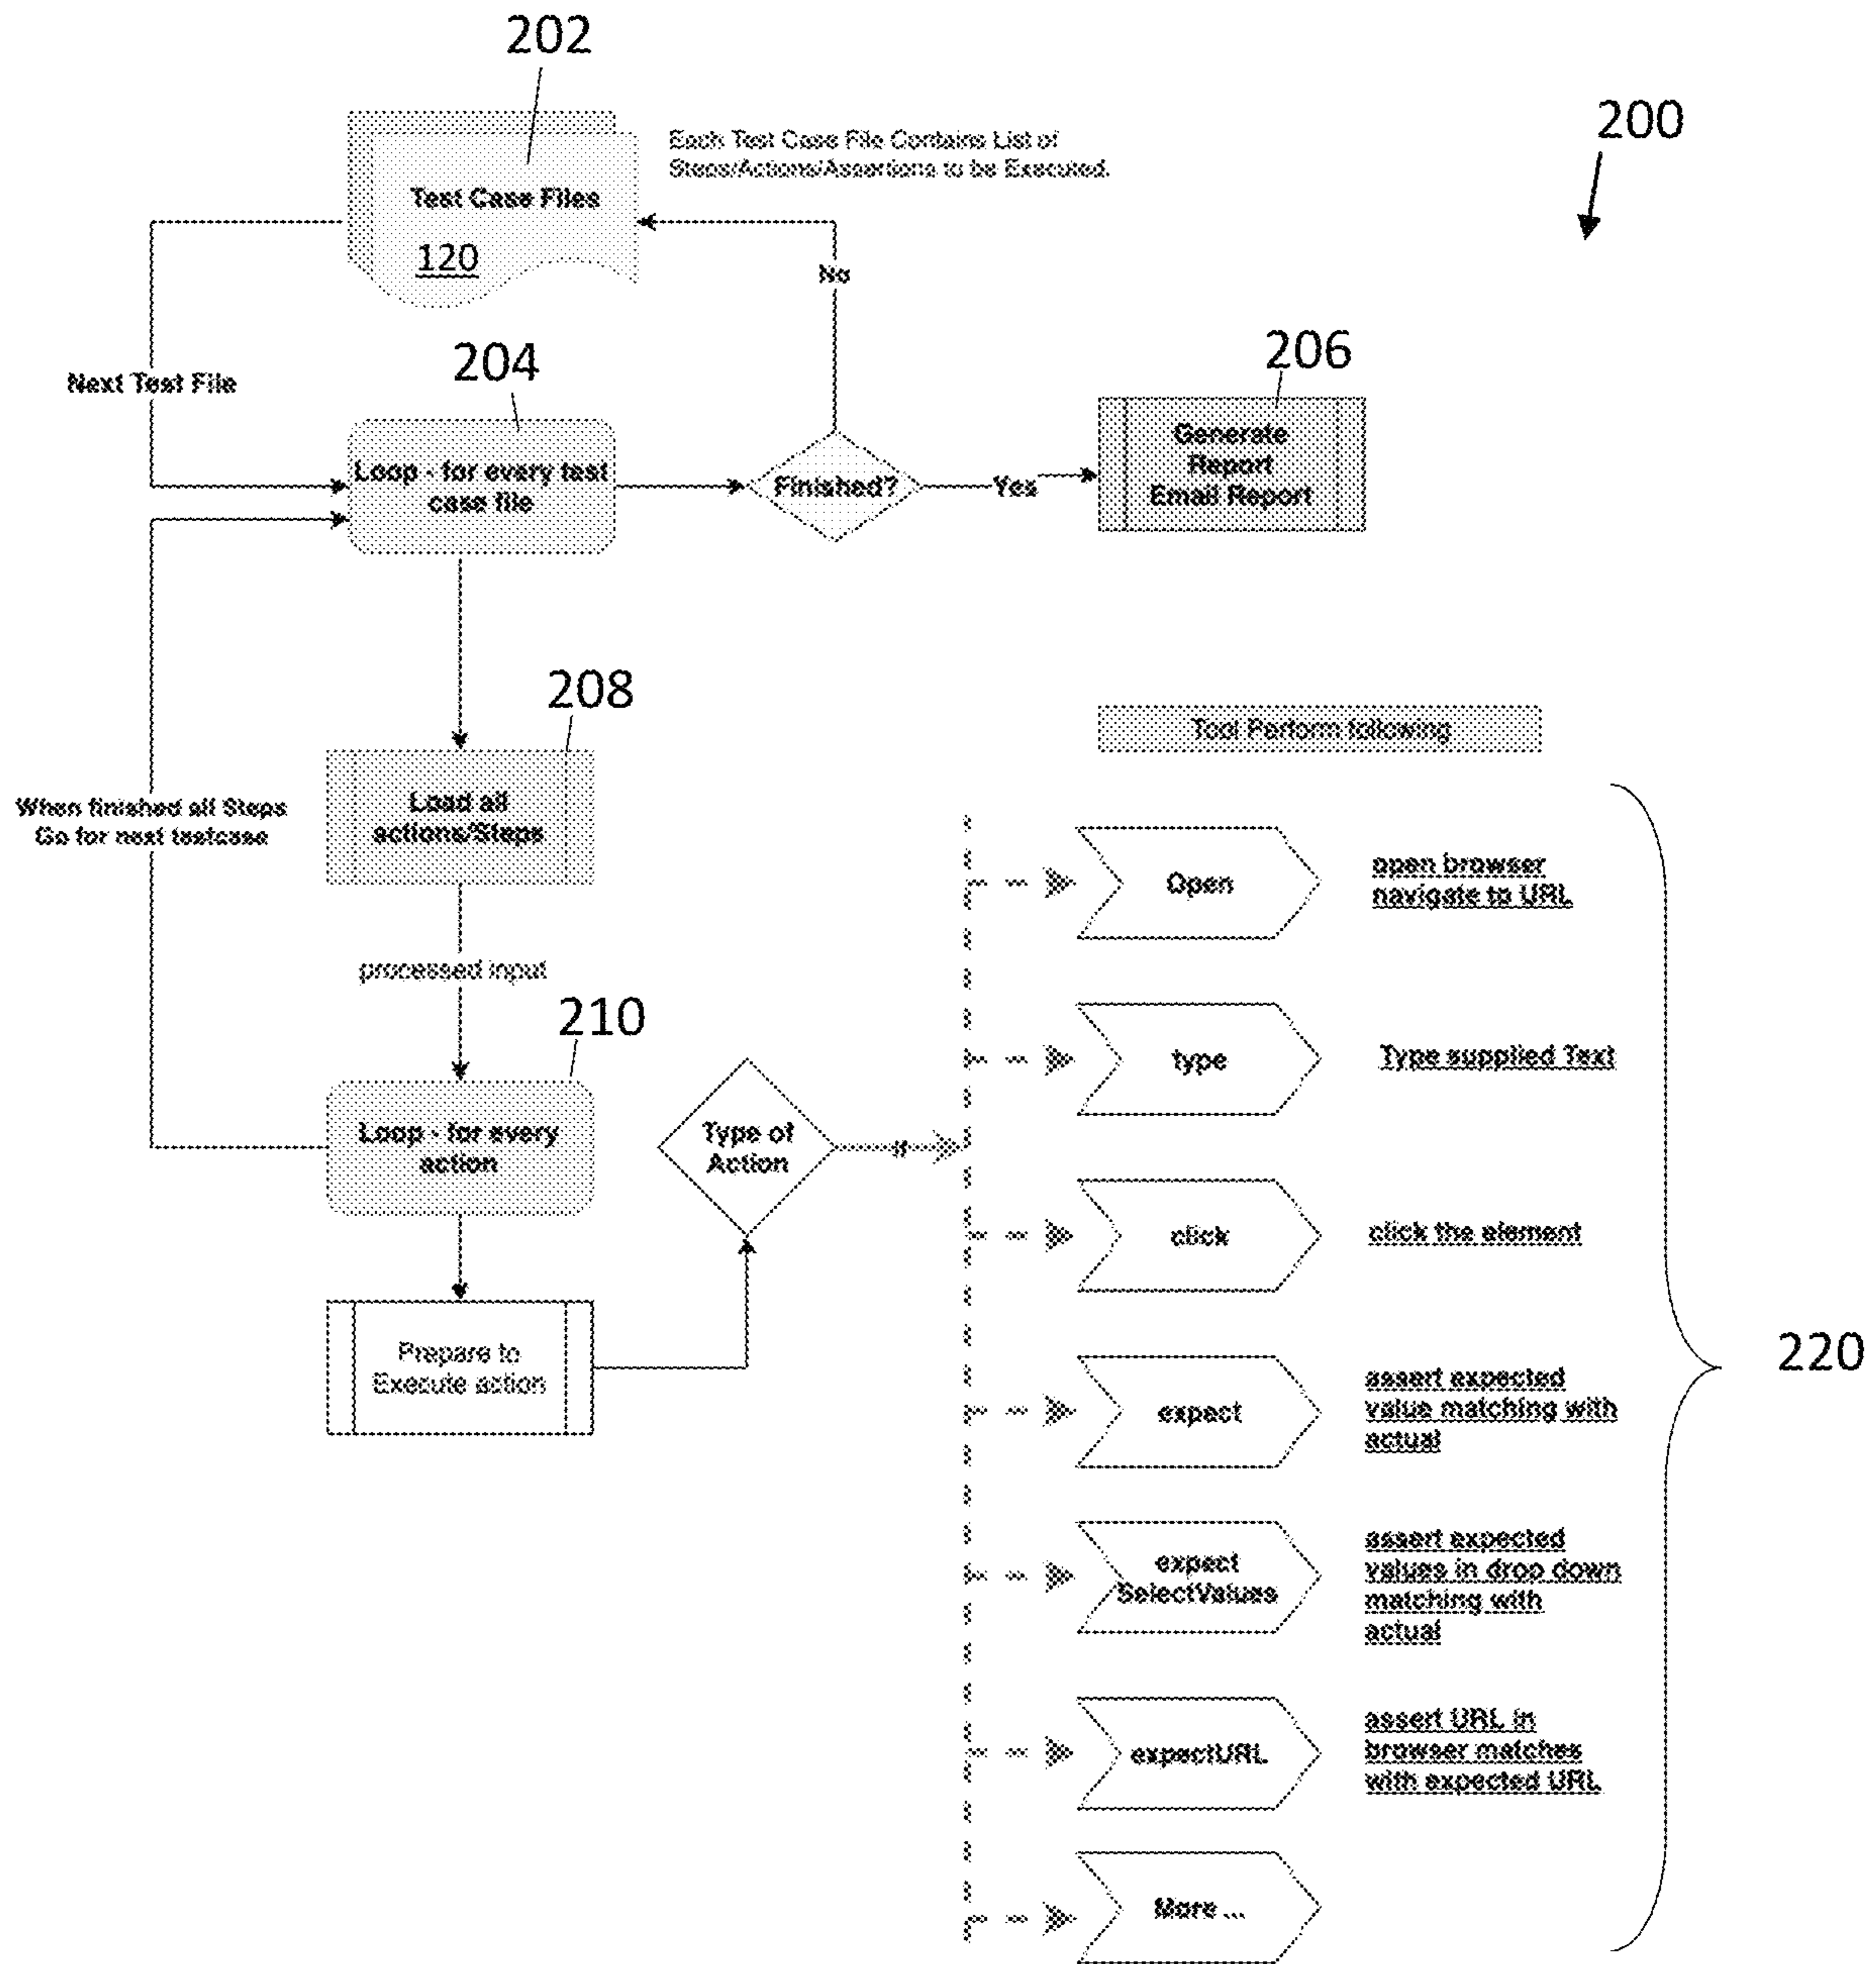 202
200
Each Test Case File Contains List of
Steps/Actions/Assertions to be Executed.
Test Case Files
120
No
Next Test File
204
206
Loop - for every test
case file
Finished?
Yes
Generate
Report
Email Report
208
Tool Perform following
When finished all Steps
Go for next testcase
Load all
actions/Steps
Open
open browser
navigate to URL
processed input
210
type
Type supplied Text
Loop - for every
action
Type of
Action
if
click
click the element
220
Prepare to
Execute action
expect
assert expected
value matching with
actual
expect
SelectValues
assert expected
values in drop down
matching with
actual
expectURL
assert URL in
browser matches
with expected URL
More ...